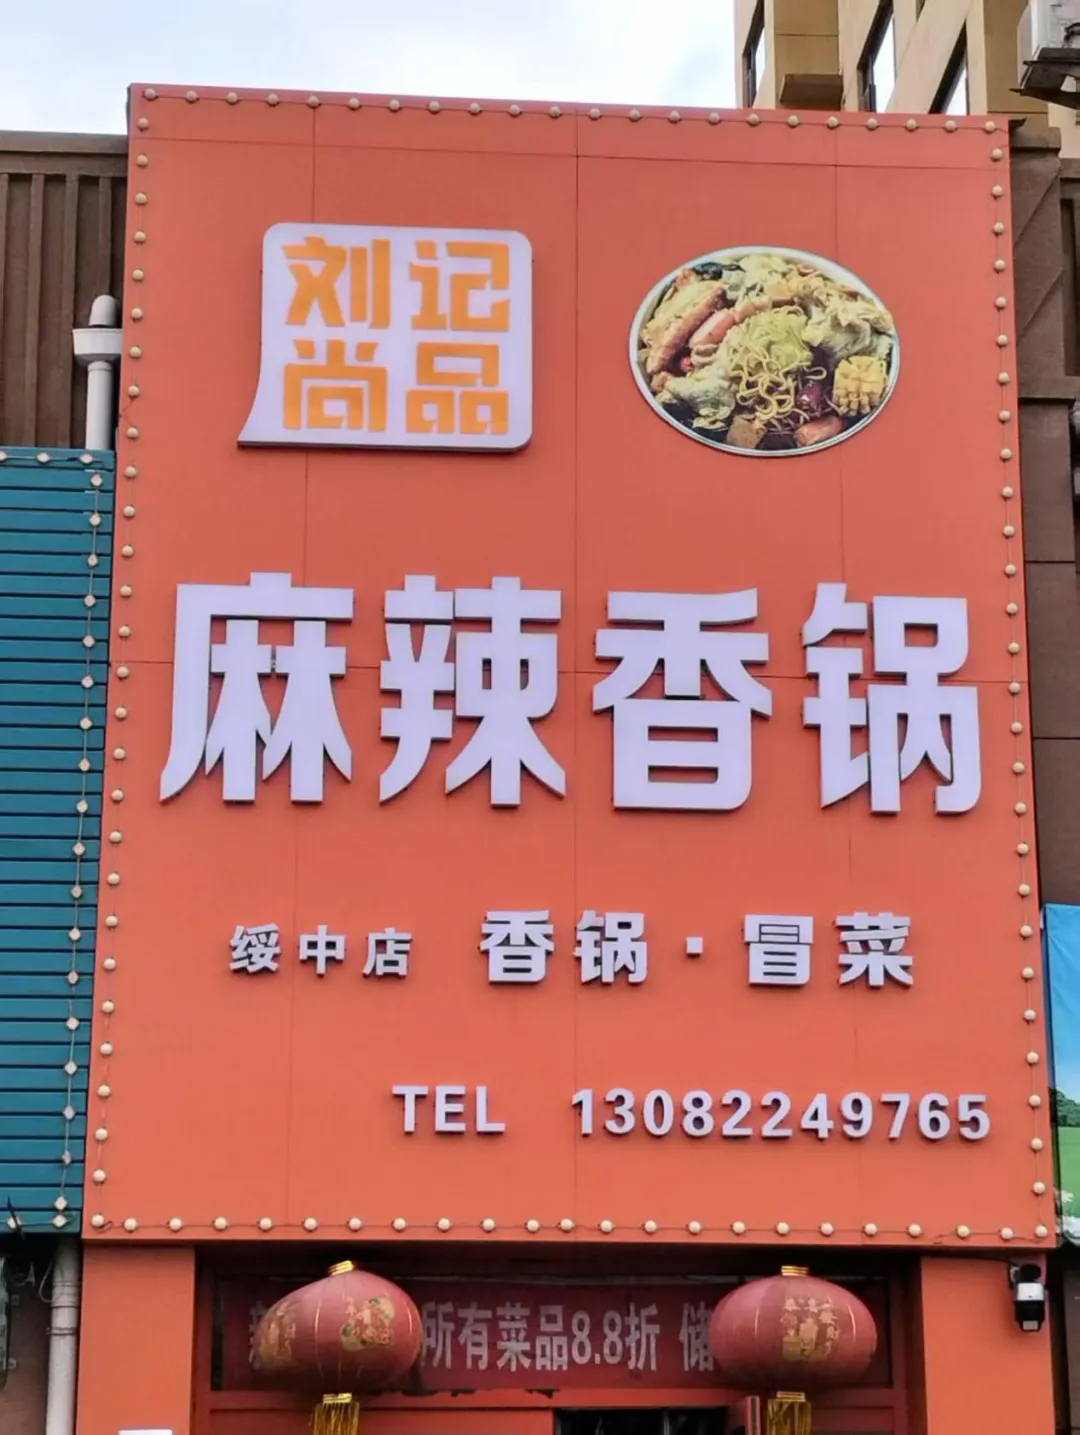 刘记
尚品
麻辣香锅
绥中店 香锅·冒菜
TEL 13082249765
所有菜品8.8折 储